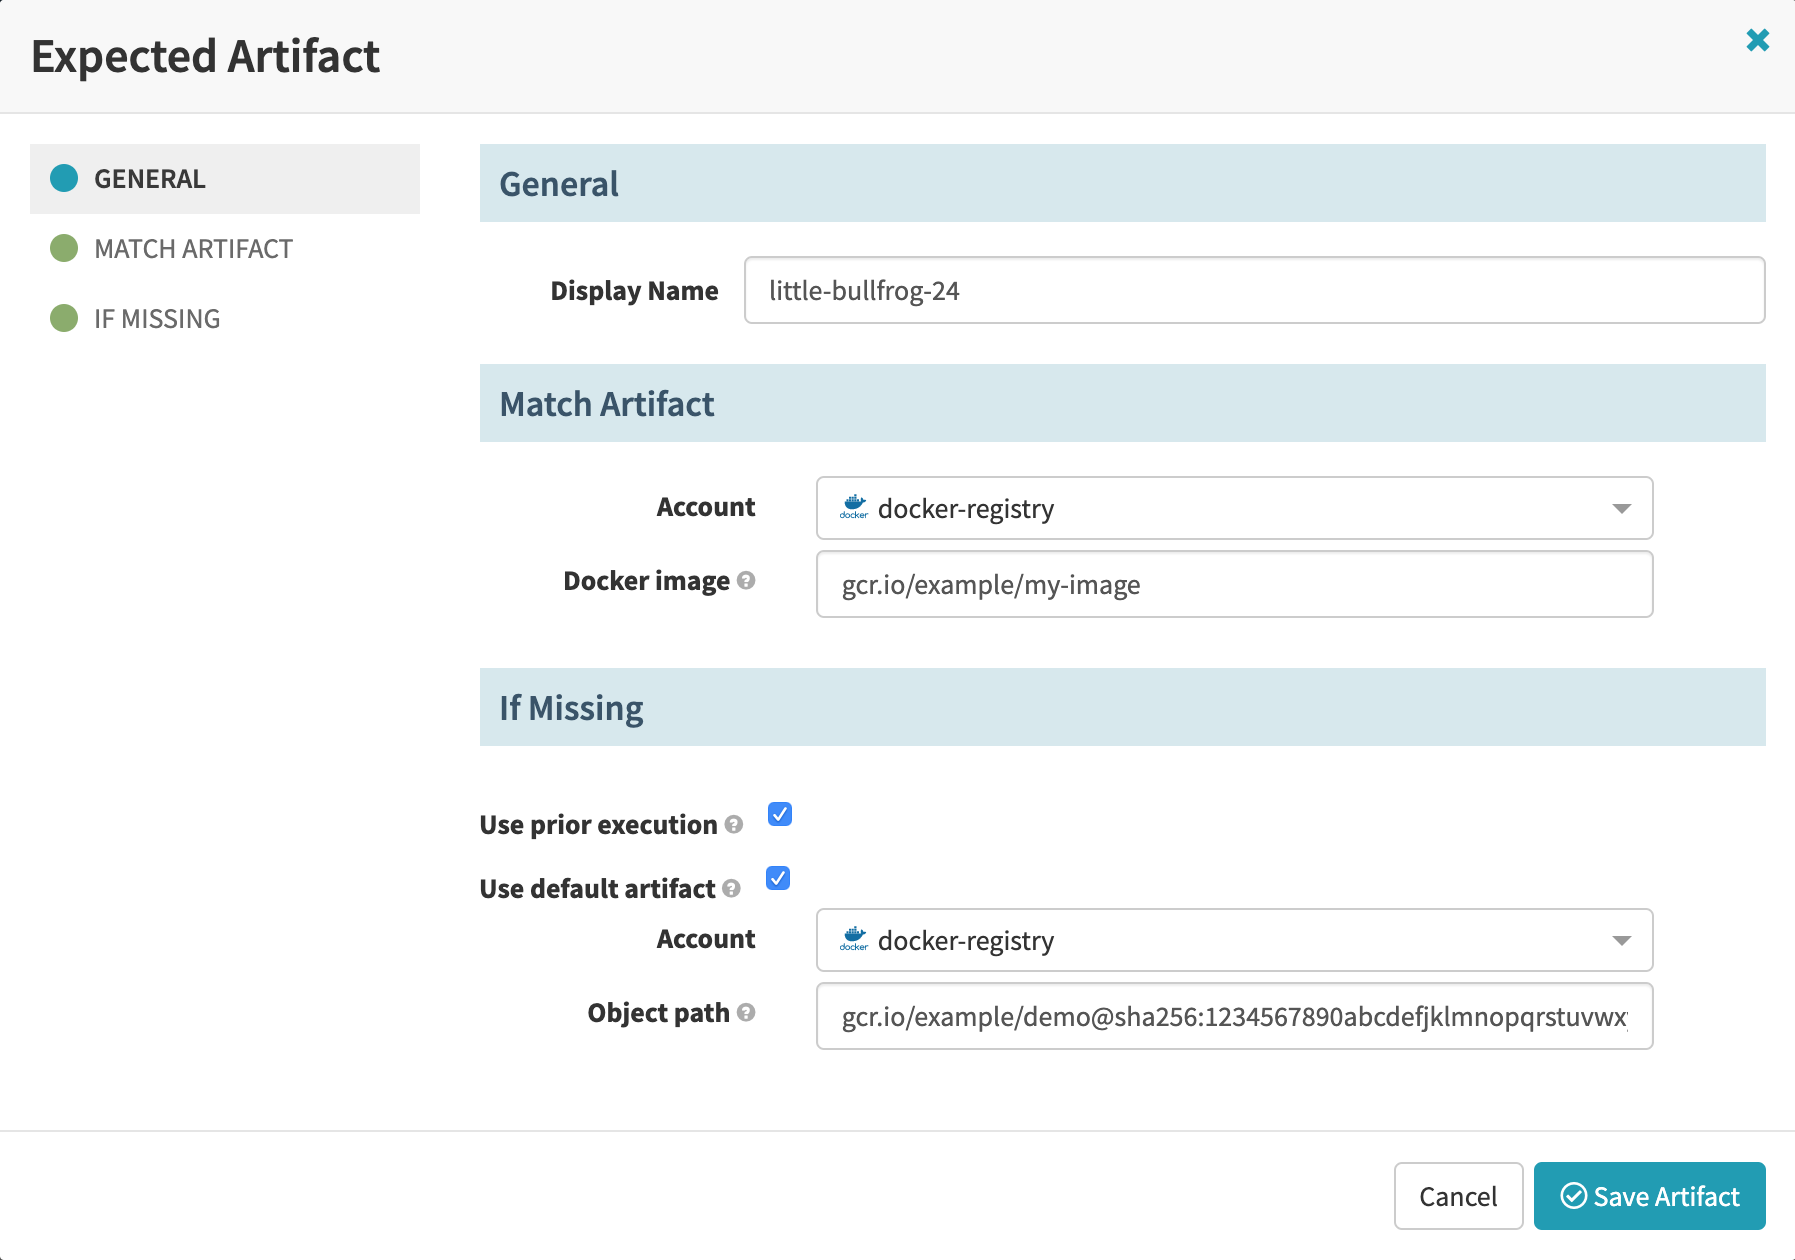 Expected Artifact
GENERAL
MATCH ARTIFACT
IF MISSING
General
Display Name little-bullfrog-24
Match Artifact
Account docker docker-registry
Docker image gcr.io/example/my-image
If Missing
Use prior execution
Use default artifact
Account docker docker-registry
Object path gcr.io/example/demo@sha256:1234567890abcdefjklmnopqrstuvwx
Cancel Save Artifact